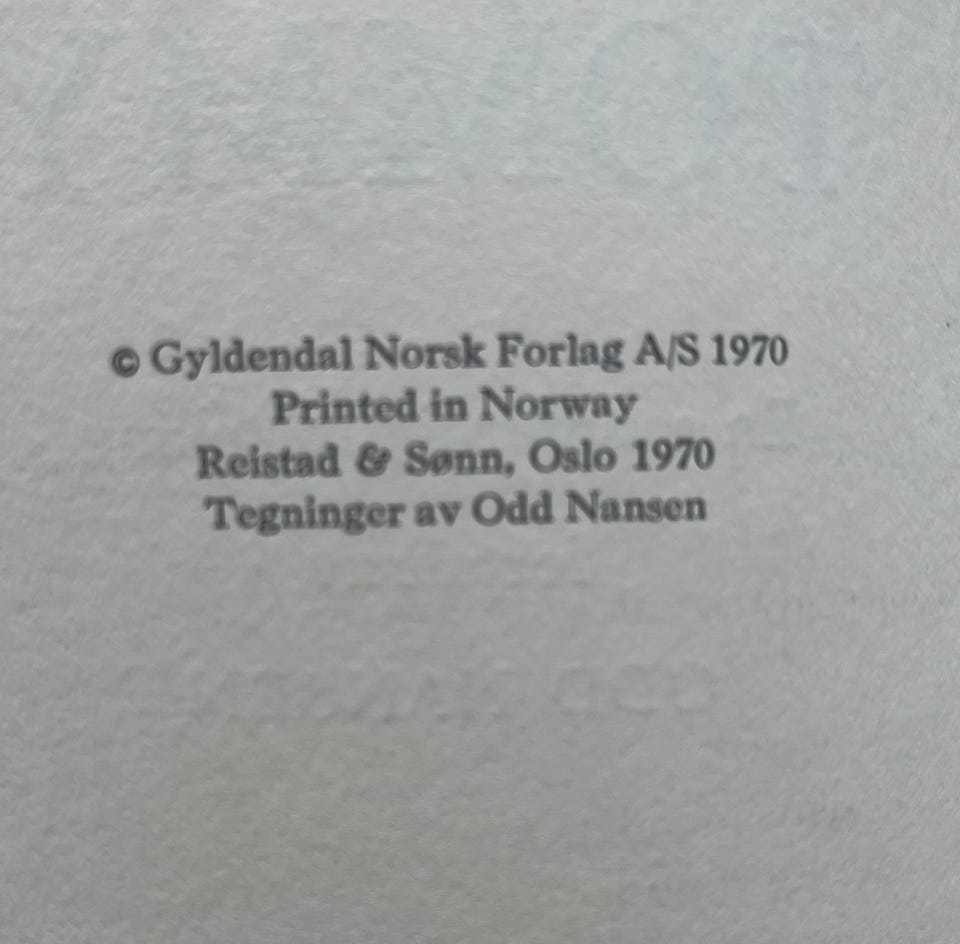 © Gyldendal Norsk Forlag A/S 1970
Printed in Norway
Reistad & Sønn, Oslo 1970
Tegninger av Odd Nansen